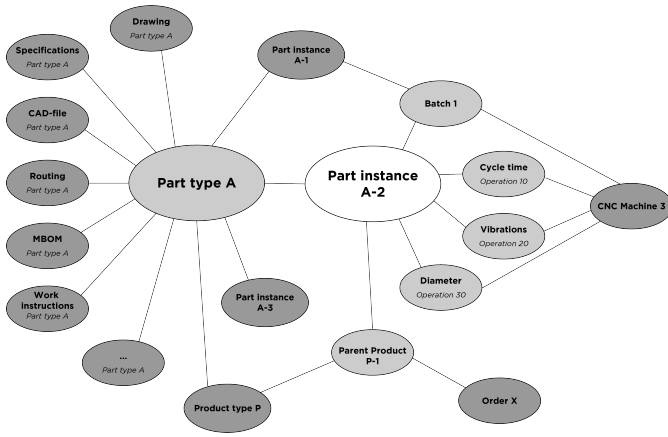 Drawing
Part type A
Specifications
Part type A
Part instance
A-1
CAD-file
Part type A
Batch 1
Routing
Part type A
Part type A
Part instance
A-2
Cycle time
Operation 10
CNC Machine 3
MBOM
Part type A
Vibrations
Operation 20
Work
instructions
Part type A
Part instance
A-3
Diameter
Operation 30
...
Part type A
Parent Product
P-1
Product type P
Order X